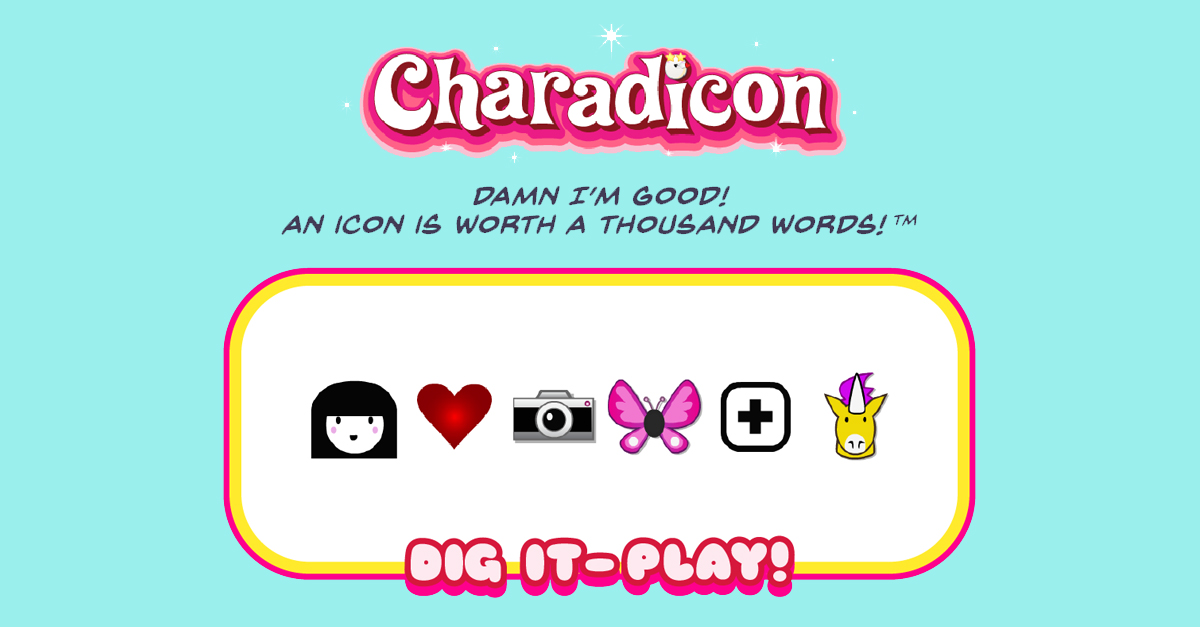 Charadicon
DAMN I'M GOOD!
AN ICON IS WORTH A THOUSAND WORDS!™
DIG IT-PLAY!